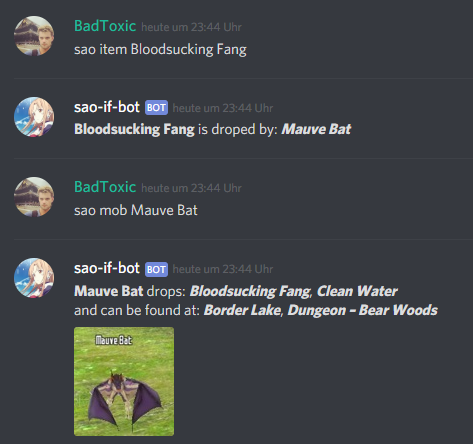 BadToxic heute um 23:44 Uhr
sao item Bloodsucking Fang
sao-if-bot BOT heute um 23:44 Uhr
Bloodsucking Fang is droped by: Mauve Bat
BadToxic heute um 23:44 Uhr
sao mob Mauve Bat
sao-if-bot BOT heute um 23:44 Uhr
Mauve Bat drops: Bloodsucking Fang, Clean Water
and can be found at: Border Lake, Dungeon – Bear Woods
Mauve Bat